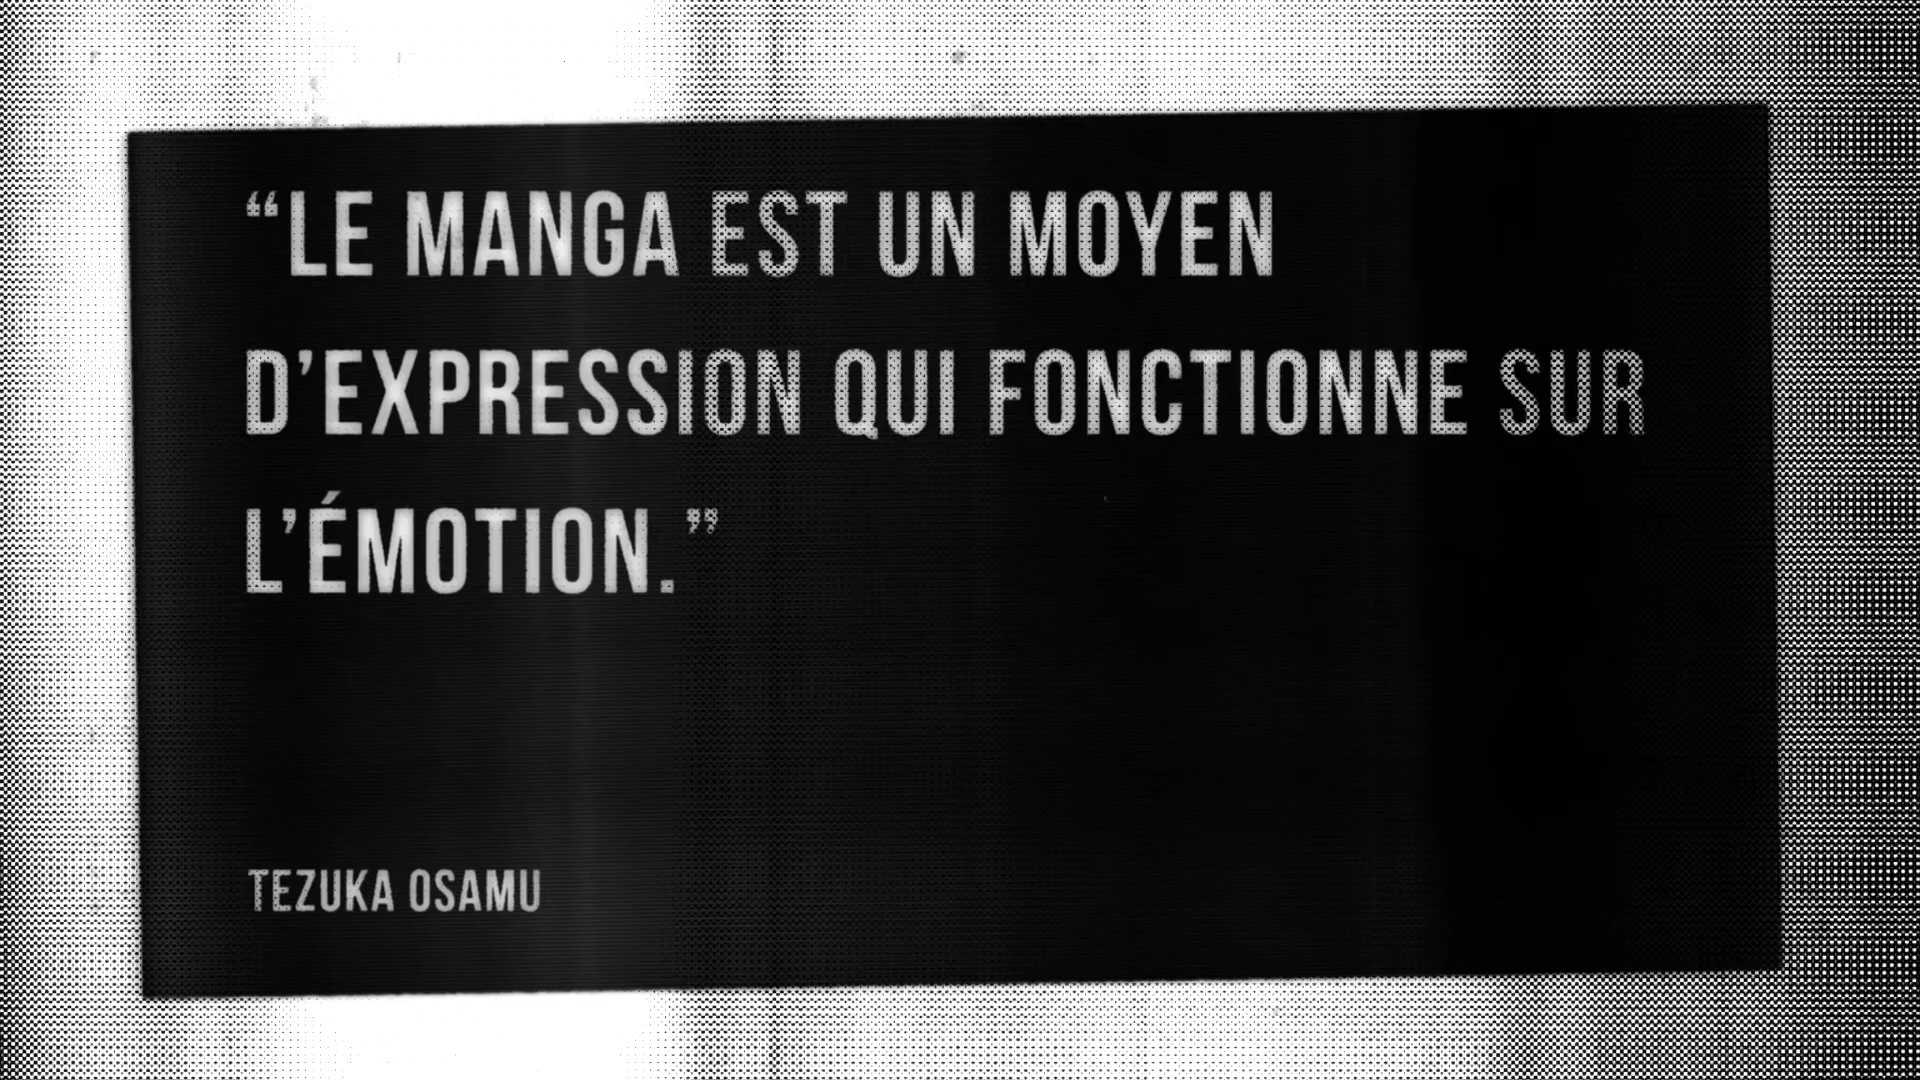 “LE MANGA EST UN MOYEN
D’EXPRESSION QUI FONCTIONNE SUR
L’ÉMOTION.”
TEZUKA OSAMU